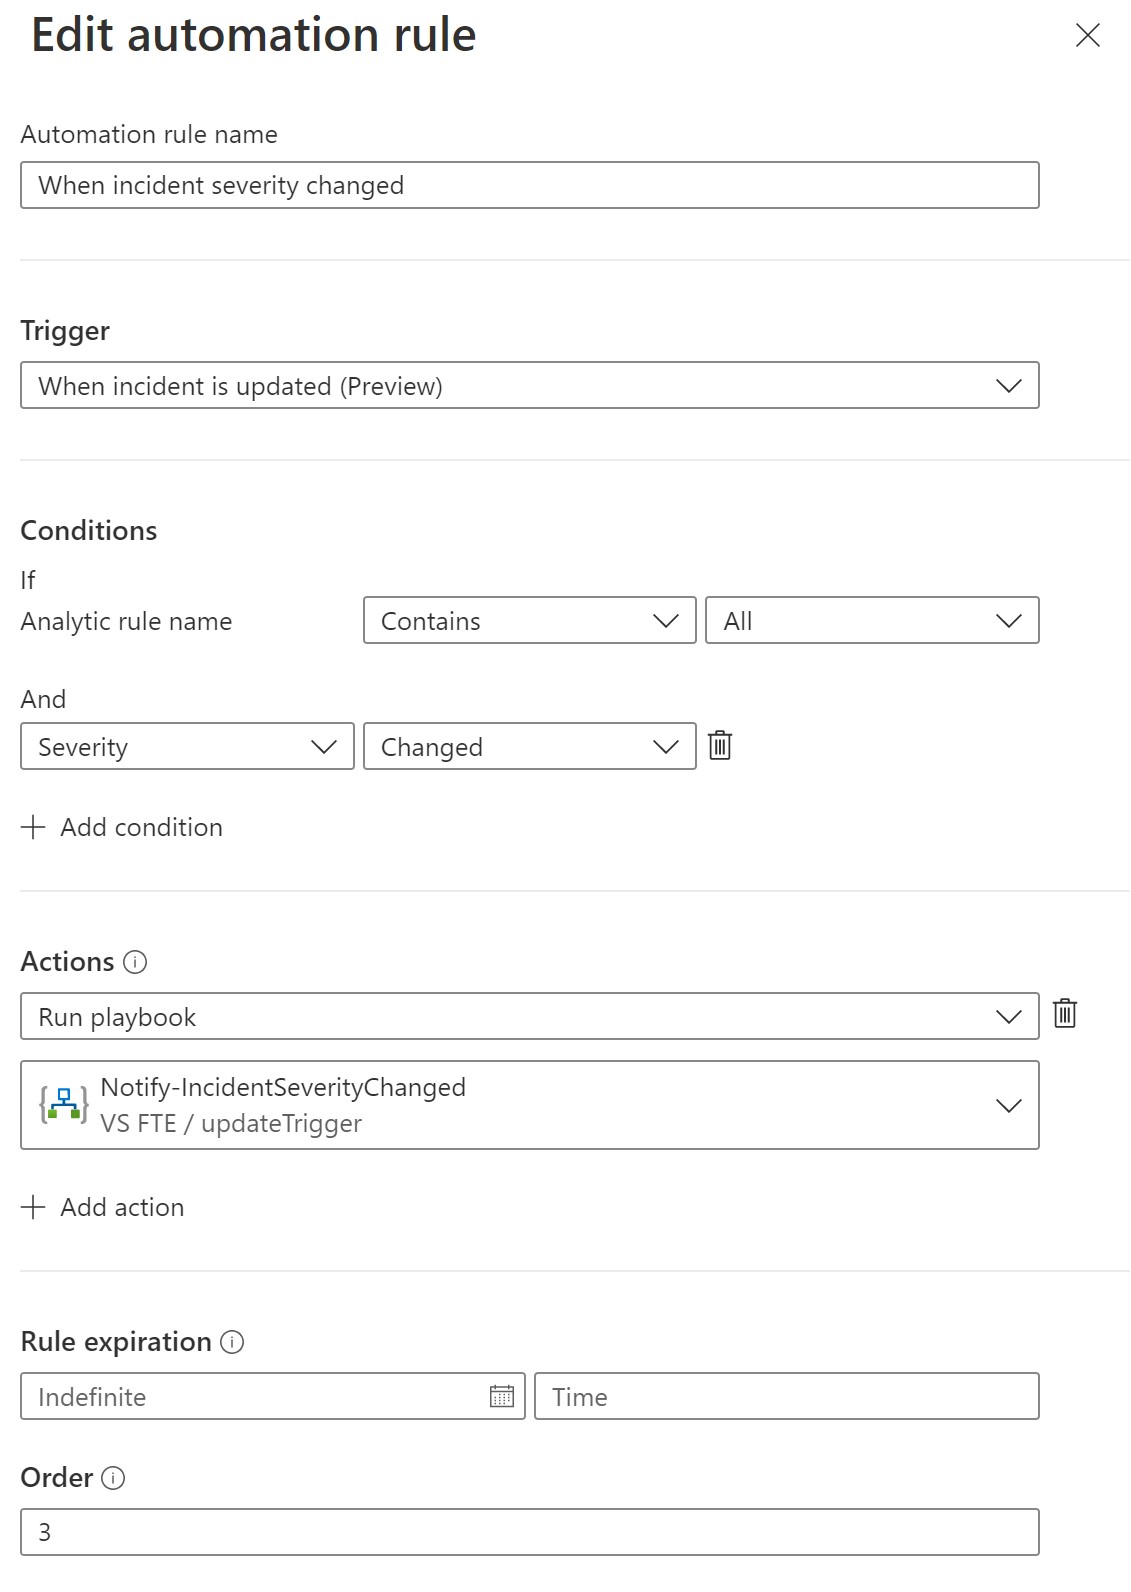 Edit automation rule
Automation rule name
When incident severity changed
Trigger
When incident is updated (Preview)
Conditions
If
Analytic rule name Contains All
And
Severity Changed
Add condition
Actions
Run playbook
Notify-IncidentSeverityChanged
VS FTE / updateTrigger
Add action
Rule expiration
Indefinite Time
Order
3